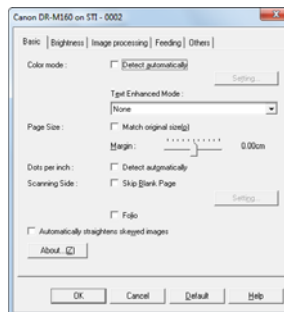 Canon DR-M160 on STI - 0002
Basic Brightness Image processing Feeding Others
Color mode : Detect automatically
Setting...
Text Enhanced Mode :
None
Page Size : Match original size(o)
Margin : 0.00cm
Dots per inch : Detect automatically
Scanning Side : Skip Blank Page
Setting...
Folio
Automatically straightens skewed images
About...(Z)
OK Cancel Default Help